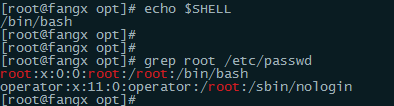 [root@fangx opt]# echo $SHELL
/bin/bash
[root@fangx opt]#
[root@fangx opt]#
[root@fangx opt]# grep root /etc/passwd
root:x:0:0:root:/root:/bin/bash
operator:x:11:0:operator:/root:/sbin/nologin
[root@fangx opt]#